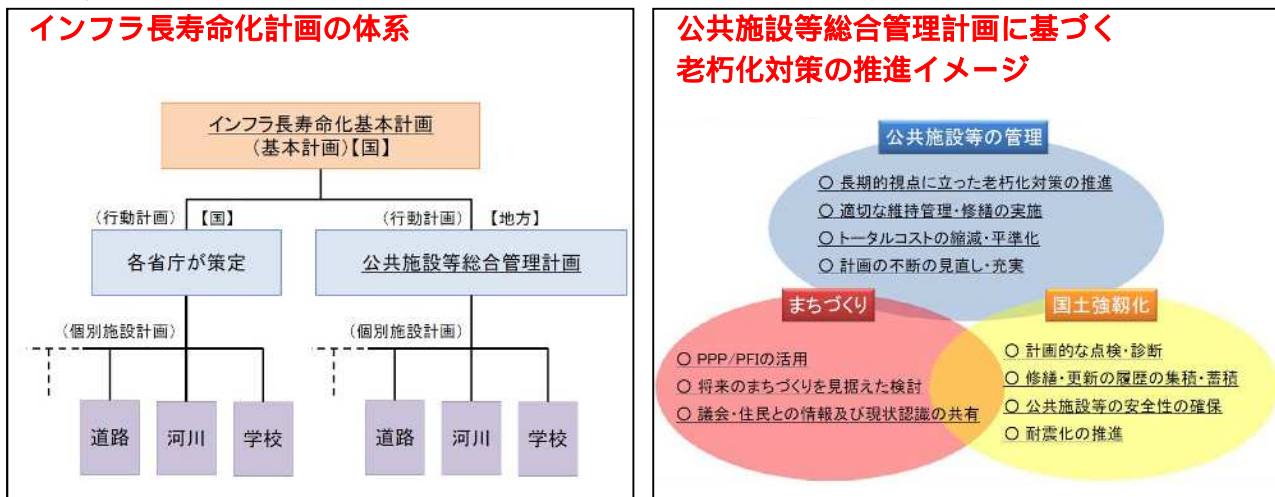 インフラ長寿命化計画の体系
インフラ長寿命化基本計画
(基本計画)【国】
(行動計画) 【国】
(行動計画) 【地方】
各省庁が策定
公共施設等総合管理計画
(個別施設計画)
(個別施設計画)
道路 河川 学校
道路 河川 学校
公共施設等総合管理計画に基づく
老朽化対策の推進イメージ
公共施設等の管理
○ 長期的視点に立った老朽化対策の推進
○ 適切な維持管理・修繕の実施
○ トータルコストの縮減・平準化
○ 計画の不断の見直し・充実
まちづくり
○ PPP/PFIの活用
○ 将来のまちづくりを見据えた検討
○ 議会・住民との情報及び現状認識の共有
国土強靱化
○ 計画的な点検・診断
○ 修繕・更新の履歴の集積・蓄積
○ 公共施設等の安全性の確保
○ 耐震化の推進